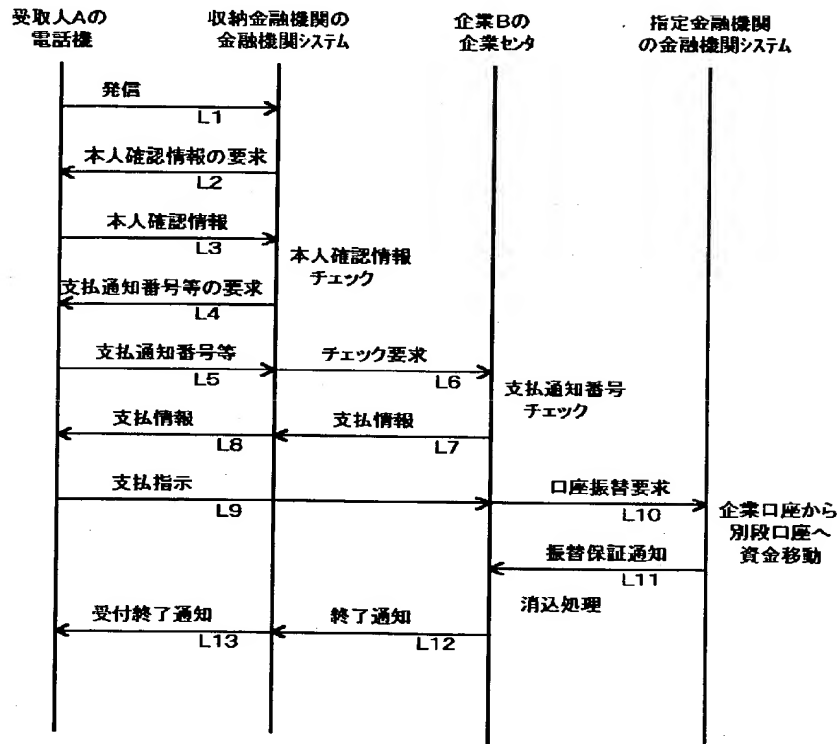 受取人Aの
電話機
収納金融機関の
金融機関システム
企業Bの
企業センタ
指定金融機関
の金融機関システム
発信
L1
本人確認情報の要求
L2
本人確認情報
L3
本人確認情報
チェック
支払通知番号等の要求
L4
支払通知番号等
L5
チェック要求
L6
支払通知番号
チェック
支払情報
L8
支払情報
L7
支払指示
L9
口座振替要求
L10
企業口座から
別段口座へ
資金移動
振替保証通知
L11
消込処理
受付終了通知
L13
終了通知
L12